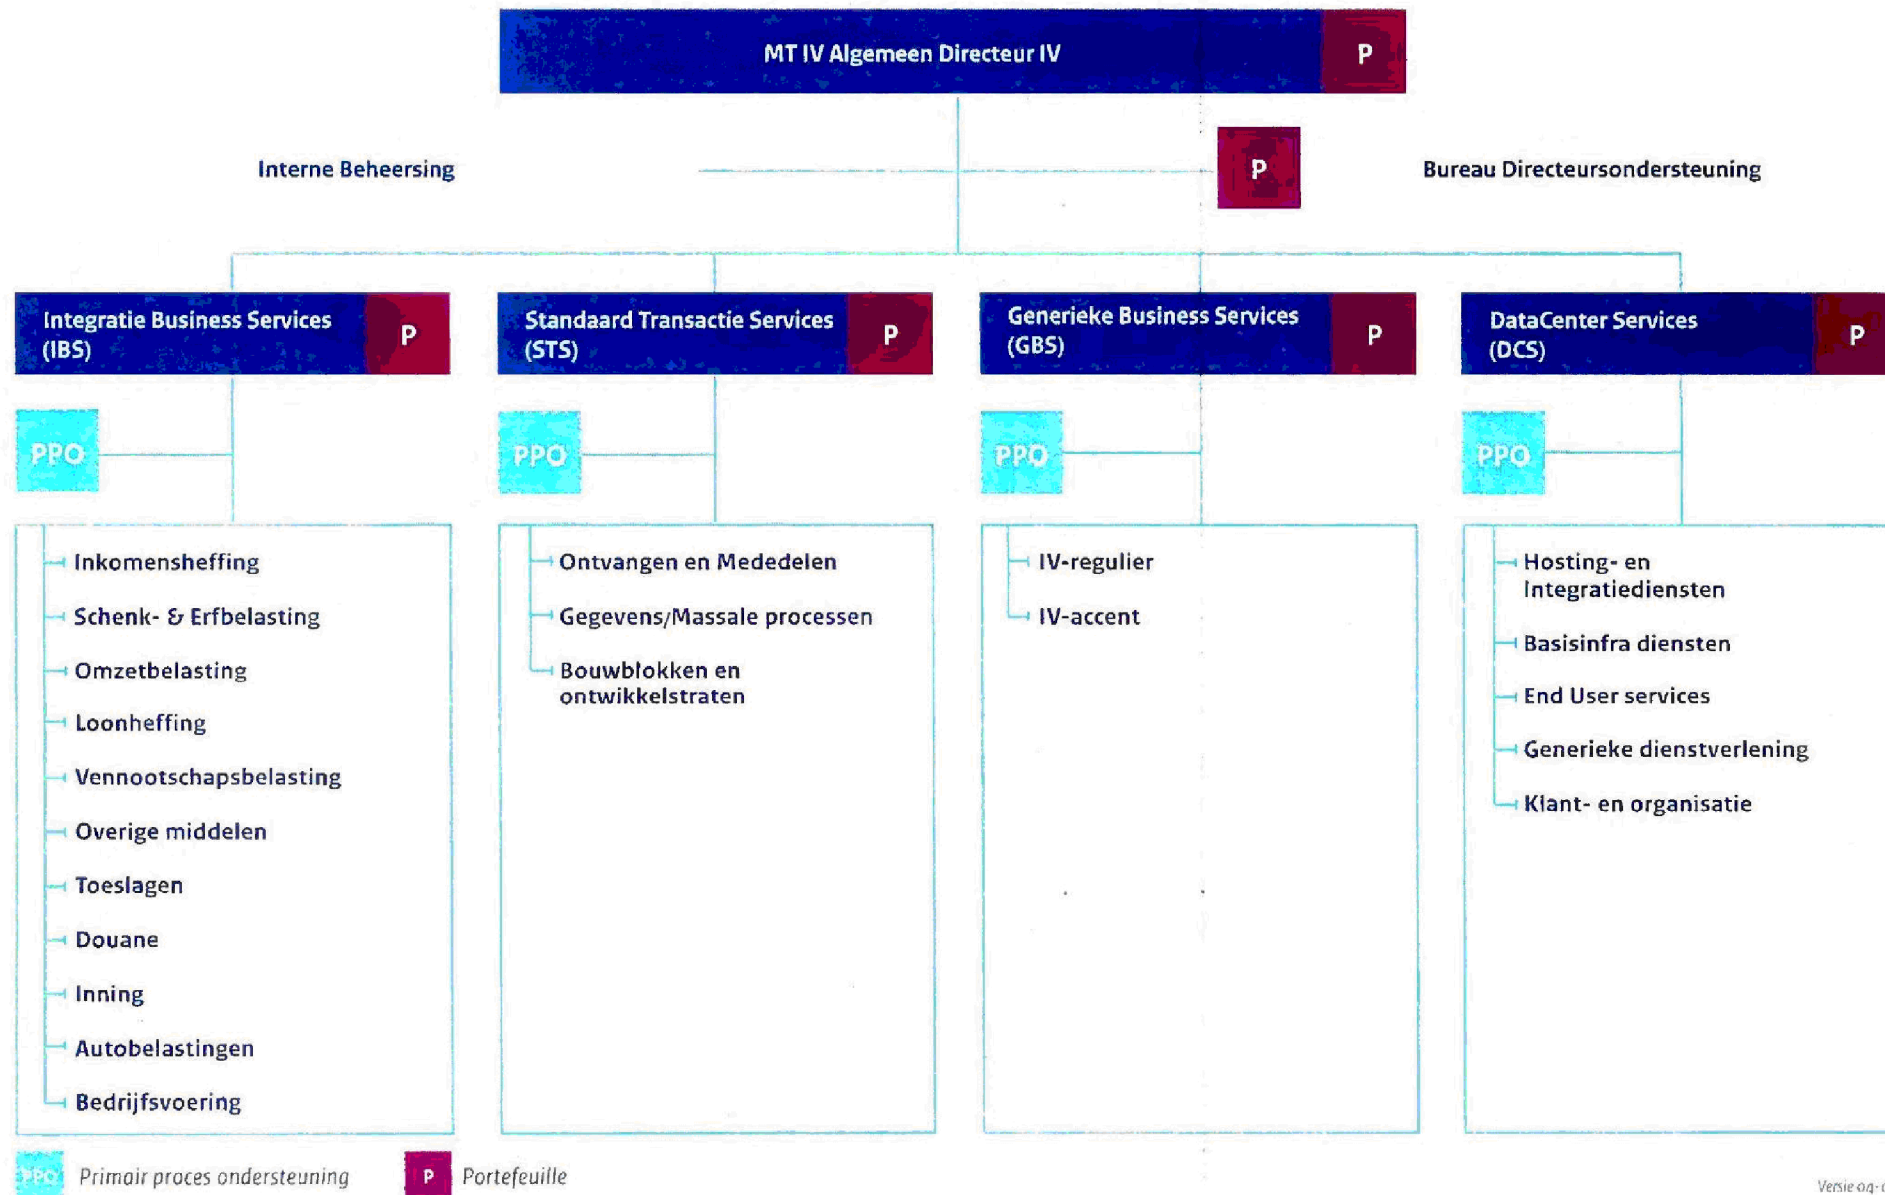 MT IV Algemeen Directeur IV
P
Interne Beheersing
P
Bureau Directeursondersteuning
Integratie Business Services
(IBS)
P
Standaard Transactie Services
(STS)
P
Generieke Business Services
(GBS)
P
DataCenter Services
(DCS)
P
PPO
PPO
PPO
PPO
Inkomensheffing
Schenk- & Erfbelasting
Omzetbelasting
Loonheffing
Vennootschapsbelasting
Overige middelen
Toeslagen
Douane
Inning
Autobelastingen
Bedrijfsvoering
Ontvangen en Mededelen
Gegevens/Massale processen
Bouwblokken en
ontwikkelstraten
IV-regulier
IV-accent
Hosting- en
Integratiediensten
Basisinfra diensten
End User services
Generieke dienstverlening
Klant- en organisatie
PPO Primair proces ondersteuning
P Portefeuille
Versie 04-